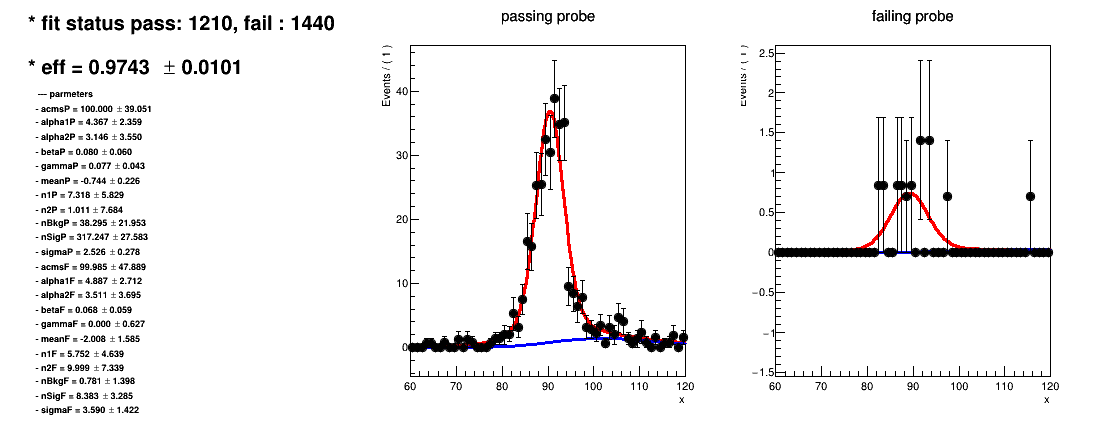 * fit status pass: 1210, fail : 1440
* eff = 0.9743 ± 0.0101
--- parmeters
- acmsP = 100.000 ± 39.051
- alpha1P = 4.367 ± 2.359
- alpha2P = 3.146 ± 3.550
- betaP = 0.080 ± 0.060
- gammaP = 0.077 ± 0.043
- meanP = -0.744 ± 0.226
- n1P = 7.318 ± 5.829
- n2P = 1.011 ± 7.684
- nBkgP = 38.295 ± 21.953
- nSigP = 317.247 ± 27.583
- sigmaP = 2.526 ± 0.278
- acmsF = 99.985 ± 47.889
- alpha1F = 4.887 ± 2.712
- alpha2F = 3.511 ± 3.695
- betaF = 0.068 ± 0.059
- gammaF = 0.000 ± 0.627
- meanF = -2.008 ± 1.585
- n1F = 5.752 ± 4.639
- n2F = 9.999 ± 7.339
- nBkgF = 0.781 ± 1.398
- nSigF = 8.383 ± 3.285
- sigmaF = 3.590 ± 1.422
passing probe
Events / ( 1 )
40
30
20
10
0
60 70 80 90 100 110 120
x
failing probe
Events / ( 1 )
2.5
2
1.5
1
0.5
0
−0.5
−1
−1.5
60 70 80 90 100 110 120
x